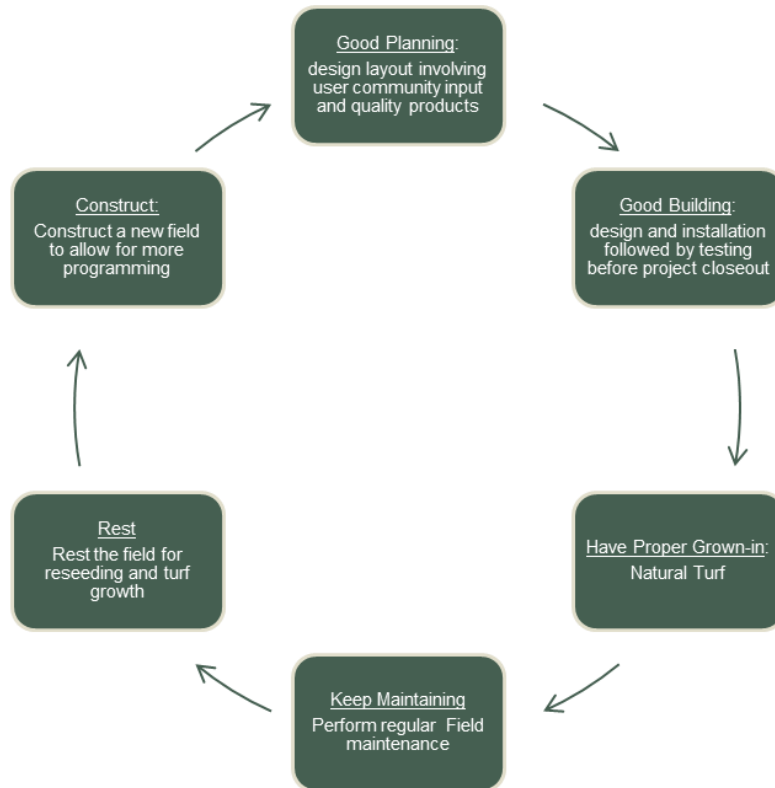 Good Planning:
design layout involving
user community input
and quality products
Good Building:
design and installation
followed by testing
before project closeout
Have Proper Grown-in:
Natural Turf
Keep Maintaining
Perform regular Field
maintenance
Rest
Rest the field for
reseeding and turf
growth
Construct:
Construct a new field
to allow for more
programming